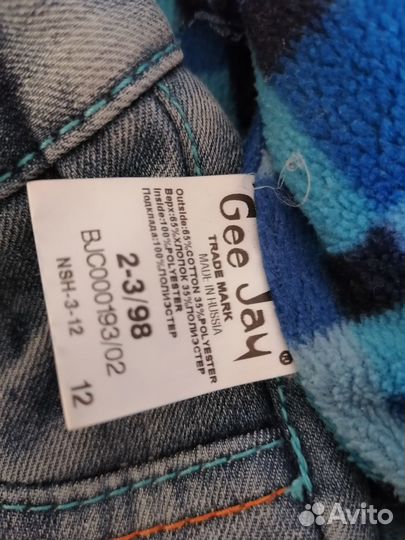 Gee Jay®
TRADE MARK
MADE IN RUSSIA
Outside:65%COTTON 35%POLYESTER
Верх:65%ХЛОПОК 35%ПОЛИЭСТЕР
Inside:100%POLYESTER
Подклада:100%ПОЛИЭСТЕР
2-3/98
BJC000193/02
NSH-3-12
12
Avito